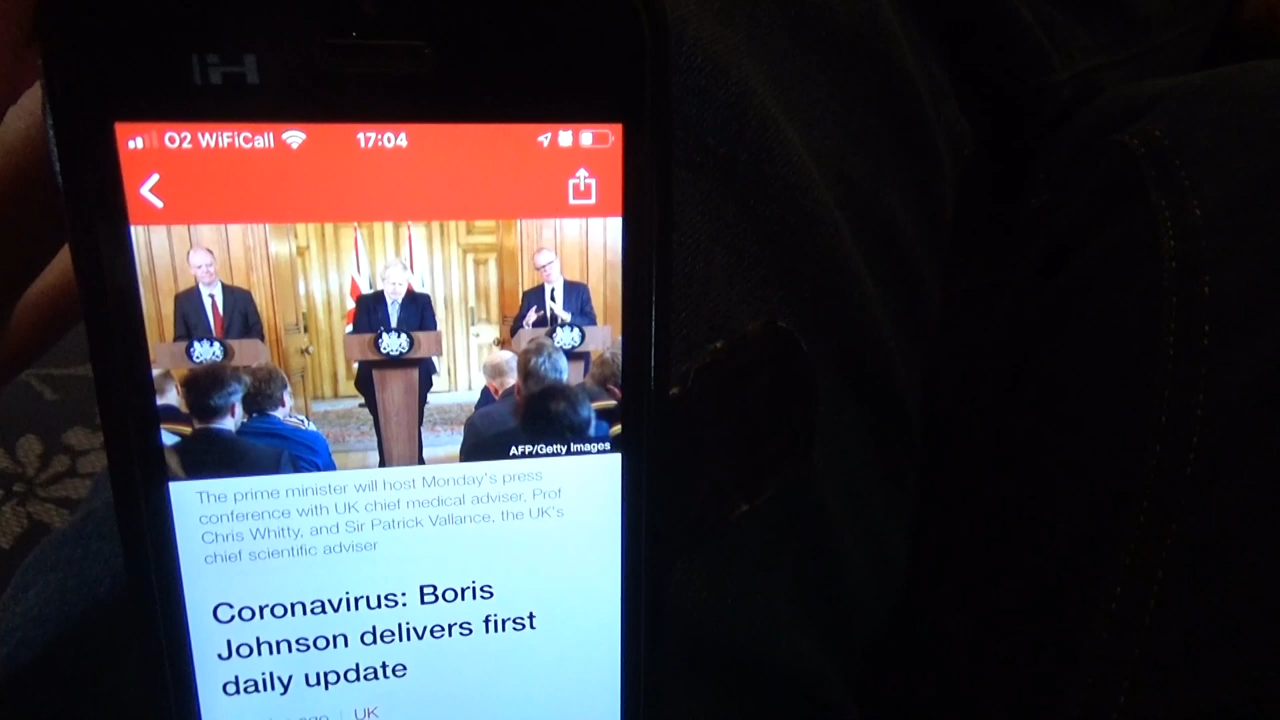 O2 WiFiCall 17:04
AFP/Getty Images
The prime minister will host Monday's press
conference with UK chief medical adviser, Prof
Chris Whitty, and Sir Patrick Vallance, the UK's
chief scientific adviser
Coronavirus: Boris
Johnson delivers first
daily update
ago | UK